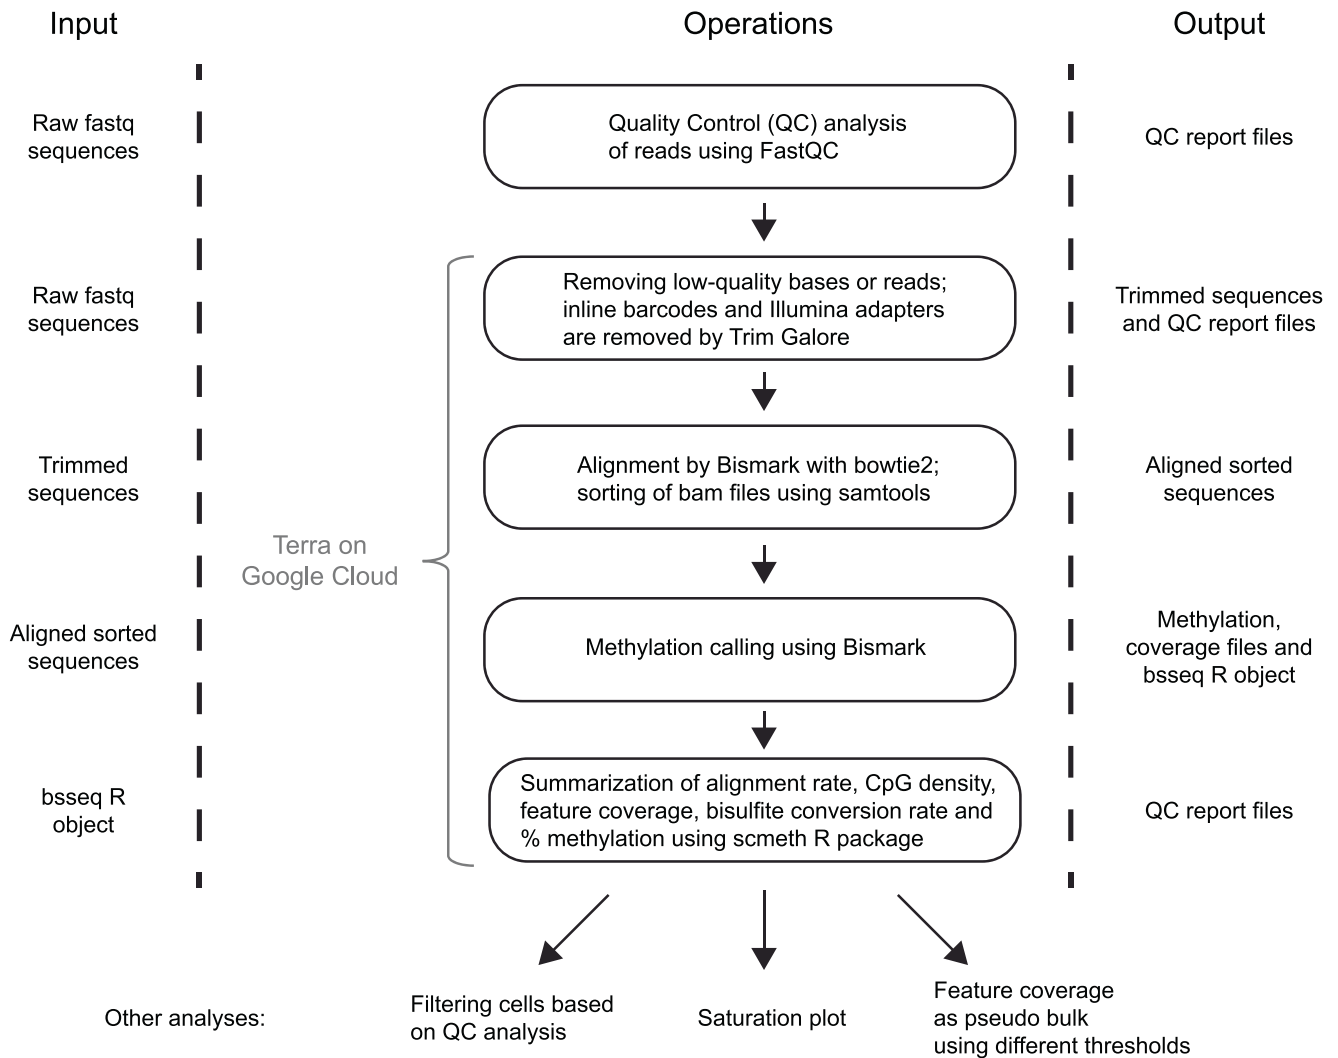 Input
Operations
Output
Raw fastq
sequences
Quality Control (QC) analysis
of reads using FastQC
QC report files
Raw fastq
sequences
Removing low-quality bases or reads;
inline barcodes and Illumina adapters
are removed by Trim Galore
Trimmed sequences
and QC report files
Trimmed
sequences
Alignment by Bismark with bowtie2;
sorting of bam files using samtools
Aligned sorted
sequences
Terra on
Google Cloud
Aligned sorted
sequences
Methylation calling using Bismark
Methylation,
coverage files and
bsseq R object
bsseq R
object
Summarization of alignment rate, CpG density,
feature coverage, bisulfite conversion rate and
% methylation using scmeth R package
QC report files
Other analyses:
Filtering cells based
on QC analysis
Saturation plot
Feature coverage
as pseudo bulk
using different thresholds